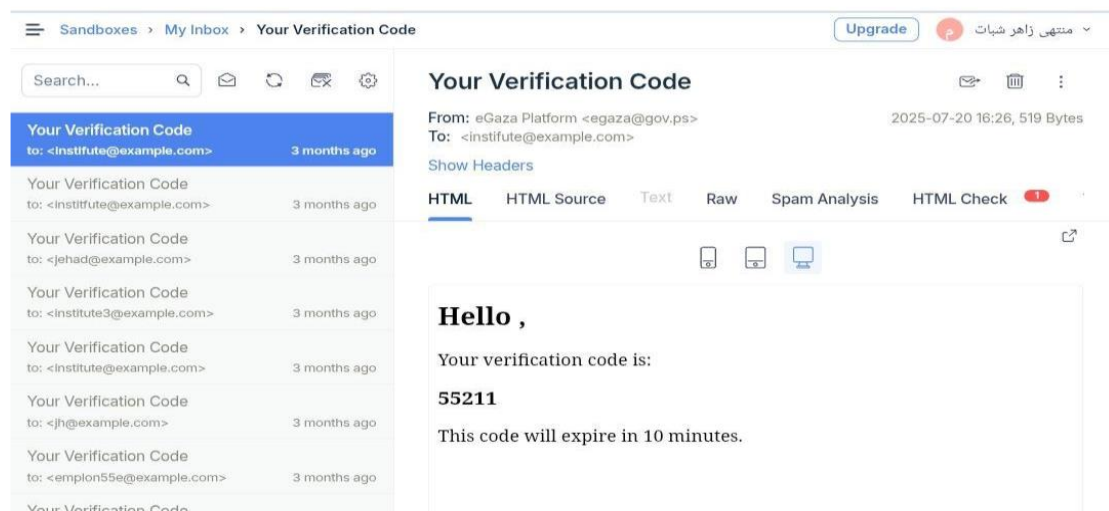 Sandboxes › My Inbox › Your Verification Code
Upgrade
م
منتهى زاهر شبات
Search...
Your Verification Code
to: <instifute@example.com>
3 months ago
Your Verification Code
to: <institfute@example.com>
3 months ago
Your Verification Code
to: <jehad@example.com>
3 months ago
Your Verification Code
to: <institute3@example.com>
3 months ago
Your Verification Code
to: <institute@example.com>
3 months ago
Your Verification Code
to: <jh@example.com>
3 months ago
Your Verification Code
to: <emplon55e@example.com>
3 months ago
Your Verification Code
Your Verification Code
From: eGaza Platform <egaza@gov.ps>
2025-07-20 16:26, 519 Bytes
To: <instifute@example.com>
Show Headers
HTML HTML Source Text Raw Spam Analysis HTML Check 1
Hello ,
Your verification code is:
55211
This code will expire in 10 minutes.